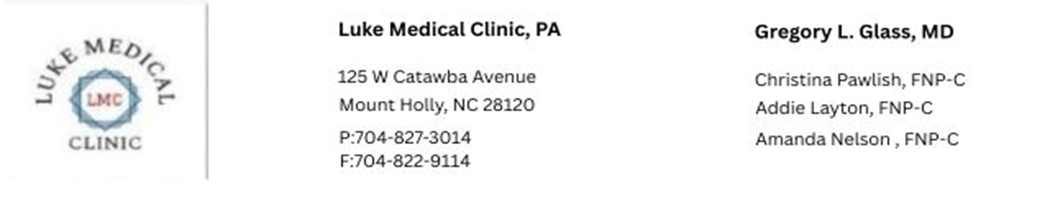 LUKE MEDICAL
LMC
CLINIC
Luke Medical Clinic, PA
125 W Catawba Avenue
Mount Holly, NC 28120
P:704-827-3014
F:704-822-9114
Gregory L. Glass, MD
Christina Pawlish, FNP-C
Addie Layton, FNP-C
Amanda Nelson , FNP-C